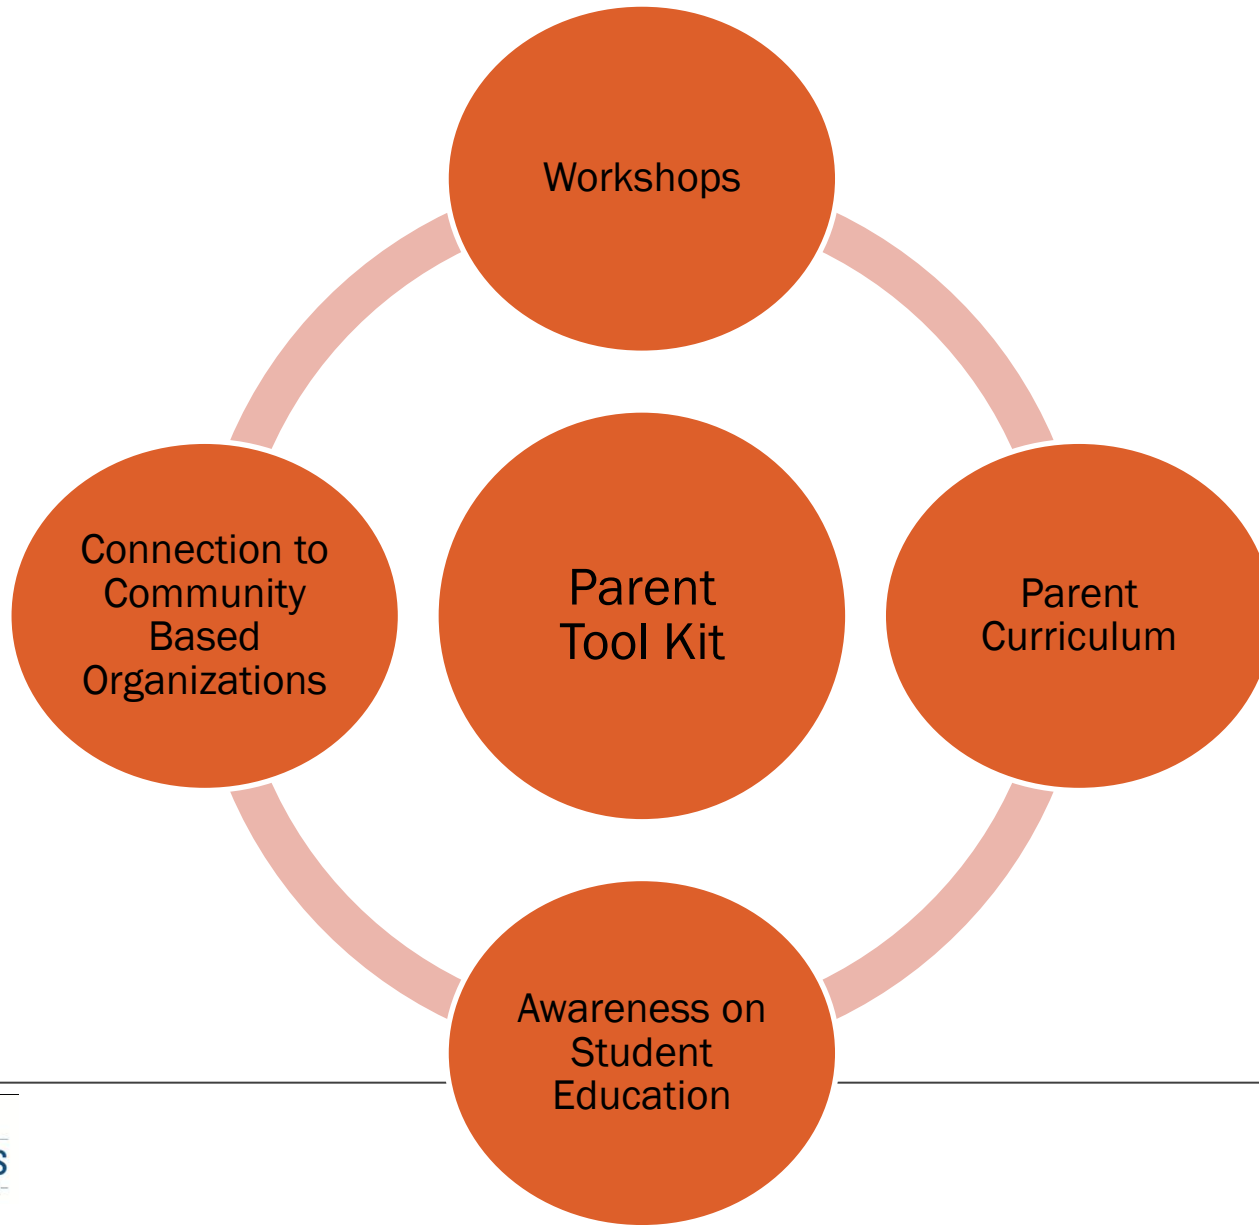 Workshops
Connection to
Community
Based
Organizations
Parent
Tool Kit
Parent
Curriculum
Awareness on
Student
Education